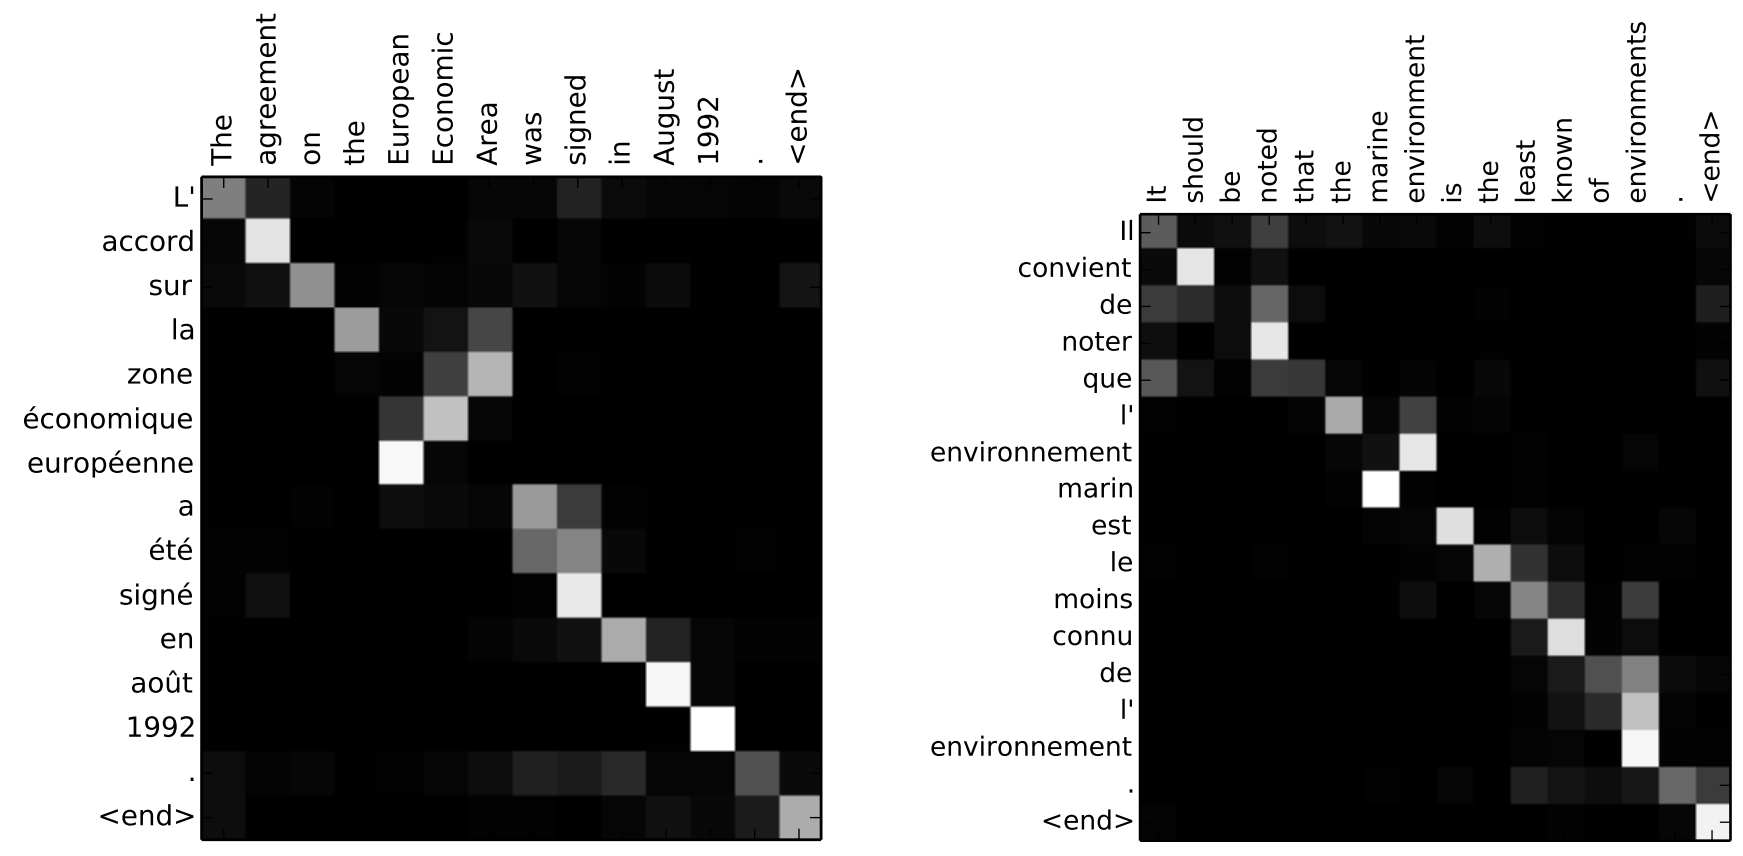 The
agreement
on
the
European
Economic
Area
was
signed
in
August
1992
.
<end>
L'
accord
sur
la
zone
économique
européenne
a
été
signé
en
août
1992
.
<end>
It
should
be
noted
that
the
marine
environment
is
the
least
known
of
environments
.
<end>
Il
convient
de
noter
que
l'
environnement
marin
est
le
moins
connu
de
l'
environnement
.
<end>